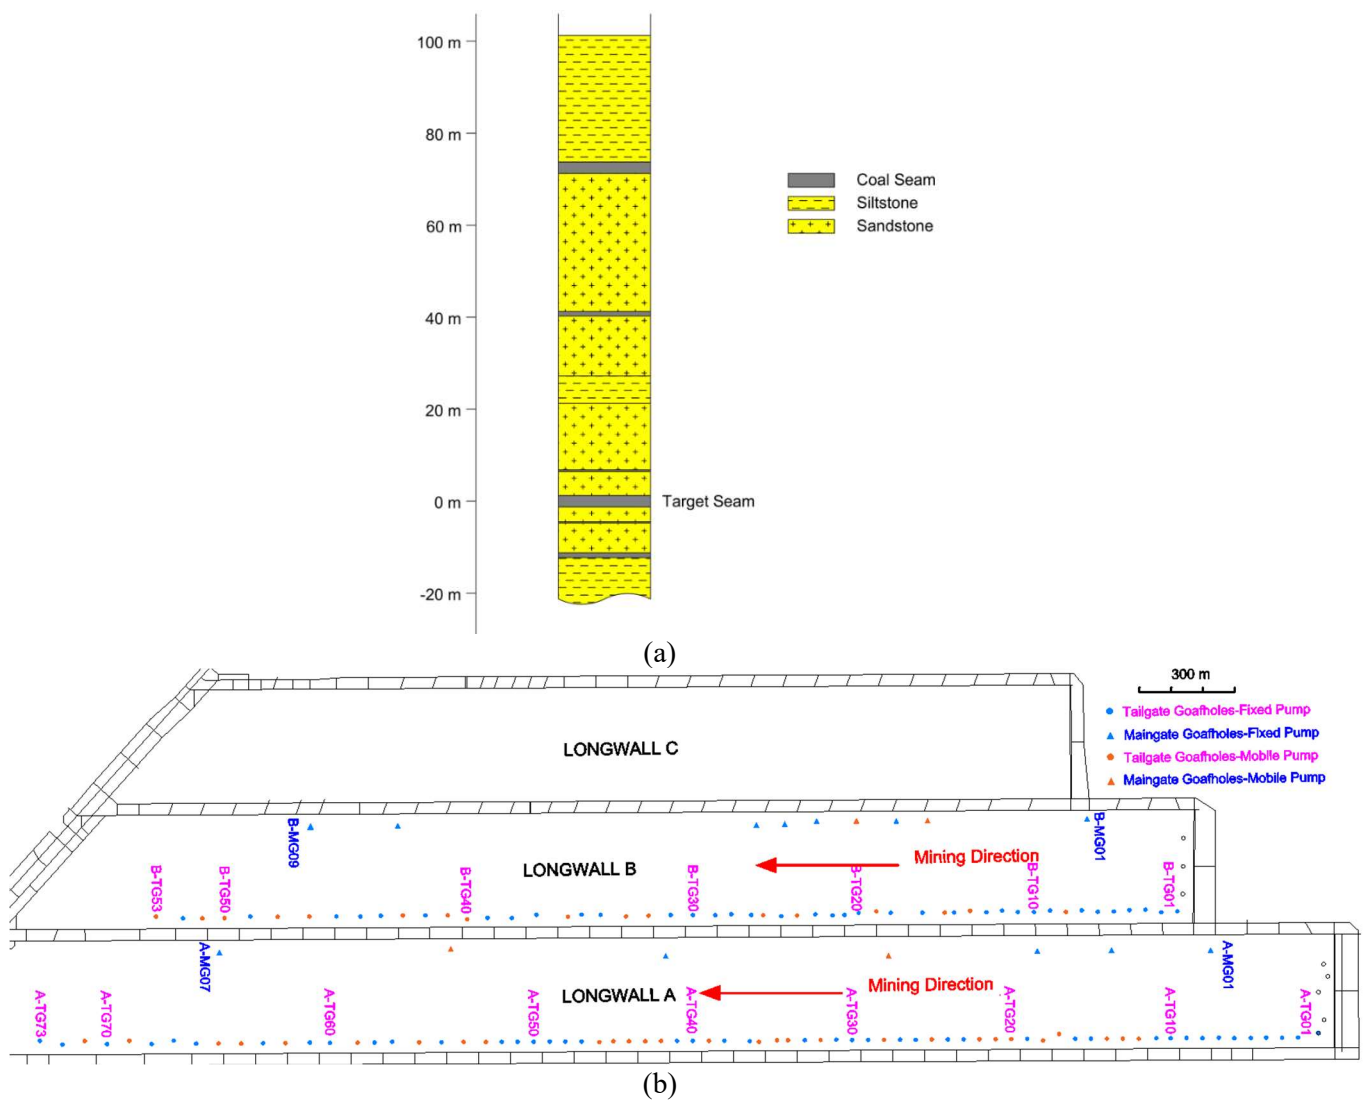 100 m
80 m
60 m
40 m
20 m
0 m
-20 m
Coal Seam
Siltstone
Sandstone
Target Seam
(a)
300 m
Tailgate Goafholes-Fixed Pump
Maingate Goafholes-Fixed Pump
Tailgate Goafholes-Mobile Pump
Maingate Goafholes-Mobile Pump
LONGWALL C
B-MG09
B-MG01
LONGWALL B
Mining Direction
B-TG53
B-TG50
B-TG40
B-TG30
B-TG20
B-TG10
B-TG01
A-MG07
A-MG01
LONGWALL A
Mining Direction
A-TG73
A-TG70
A-TG60
A-TG50
A-TG40
A-TG30
A-TG20
A-TG10
A-TG01
(b)